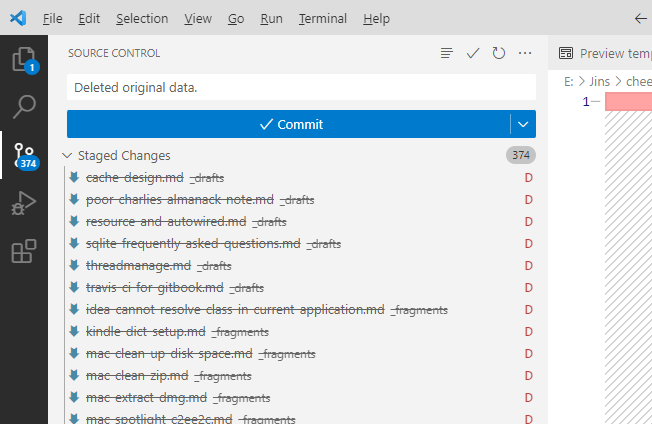 File Edit Selection View Go Run Terminal Help
SOURCE CONTROL
Preview
1
Deleted original data.
E: > Jins >
Commit
1
374
Staged Changes 374
cache-design.md _drafts D
poor-charlies-almanack-note.md _drafts D
resource-and-autowired.md _drafts D
sqlite-frequently-asked-questions.md _drafts D
threadmanage.md _drafts D
travis-ci-for-gitbook.md _drafts D
idea-cannot-resolve-class-in-current-application.md _fragments D
kindle-dict-setup.md _fragments D
mac-clean-up-disk-space.md _fragments D
mac-clean-zip.md _fragments D
mac-extract-dmg.md _fragments D
mac-spotlight-c2ee2c.md _fragments D